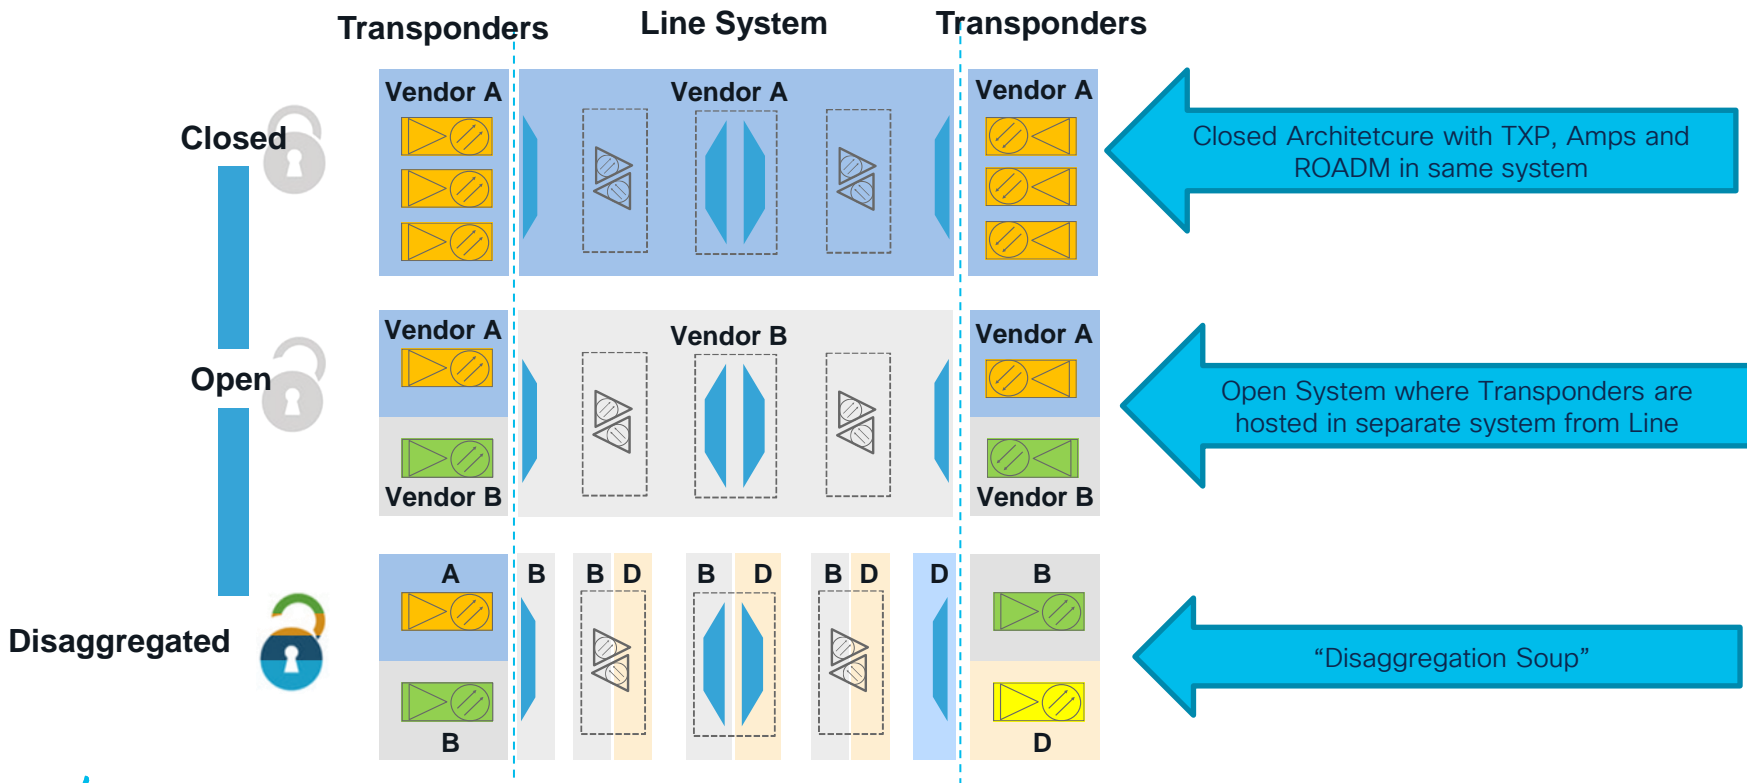 Transponders
Line System
Transponders
Closed
Vendor A
Vendor A
Vendor A
Closed Architetcure with TXP, Amps and
ROADM in same system
Open
Vendor A
Vendor B
Vendor B
Vendor A
Vendor B
Open System where Transponders are
hosted in separate system from Line
Disaggregated
A
B
B
B D
B D
B D
D
B
D
“Disaggregation Soup”